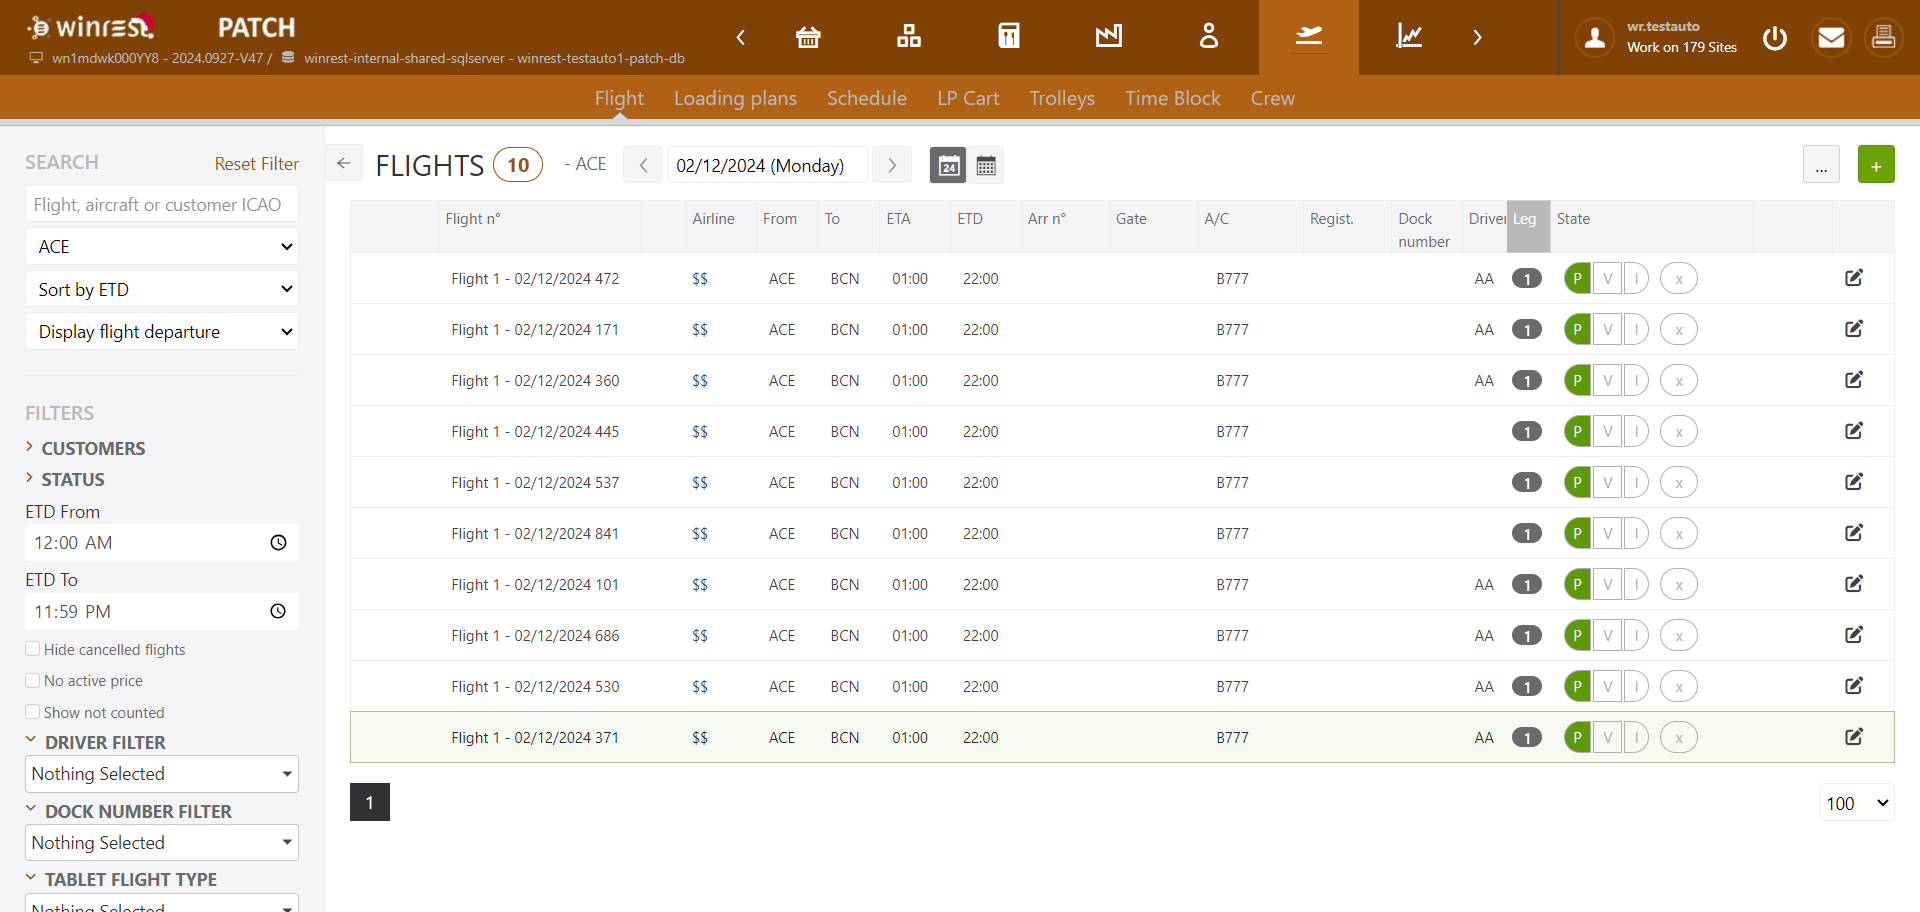 winrest PATCH
wn1mdwk000YY8 - 2024.0927-V47 / winrest-internal-shared-sqlserver - winrest-testauto1-patch-db
24
wr.testauto
Work on 179 Sites
Flight Loading plans Schedule LP Cart Trolleys Time Block Crew
SEARCH Reset Filter
Flight, aircraft or customer ICAO
ACE
Sort by ETD
Display flight departure
FILTERS
CUSTOMERS
STATUS
ETD From
12:00 AM
ETD To
11:59 PM
Hide cancelled flights
No active price
Show not counted
DRIVER FILTER
Nothing Selected
DOCK NUMBER FILTER
Nothing Selected
TABLET FLIGHT TYPE
Nothing Selected
FLIGHTS 10 - ACE 02/12/2024 (Monday) ... +
Flight n° Airline From To ETA ETD Arr n° Gate A/C Regist. Dock number Driver Leg State
Flight 1 - 02/12/2024 472 $$ ACE BCN 01:00 22:00 B777 AA 1 P V I x
Flight 1 - 02/12/2024 171 $$ ACE BCN 01:00 22:00 B777 AA 1 P V I x
Flight 1 - 02/12/2024 360 $$ ACE BCN 01:00 22:00 B777 AA 1 P V I x
Flight 1 - 02/12/2024 445 $$ ACE BCN 01:00 22:00 B777 1 P V I x
Flight 1 - 02/12/2024 537 $$ ACE BCN 01:00 22:00 B777 1 P V I x
Flight 1 - 02/12/2024 841 $$ ACE BCN 01:00 22:00 B777 1 P V I x
Flight 1 - 02/12/2024 101 $$ ACE BCN 01:00 22:00 B777 AA 1 P V I x
Flight 1 - 02/12/2024 686 $$ ACE BCN 01:00 22:00 B777 AA 1 P V I x
Flight 1 - 02/12/2024 530 $$ ACE BCN 01:00 22:00 B777 AA 1 P V I x
Flight 1 - 02/12/2024 371 $$ ACE BCN 01:00 22:00 B777 AA 1 P V I x
1 100